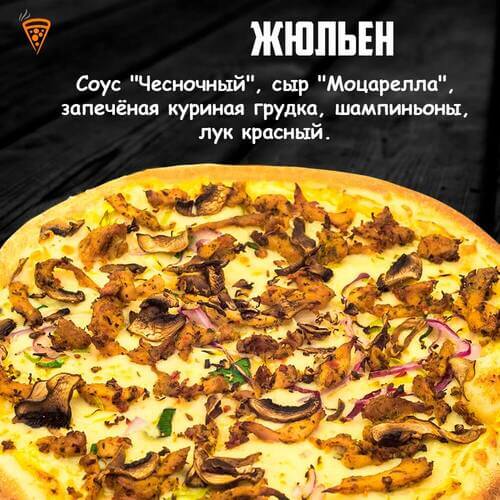 ЖЮЛЬЕН
Соус "Чесночный", сыр "Моцарелла",
запечёная куриная грудка, шампиньоны,
лук красный.